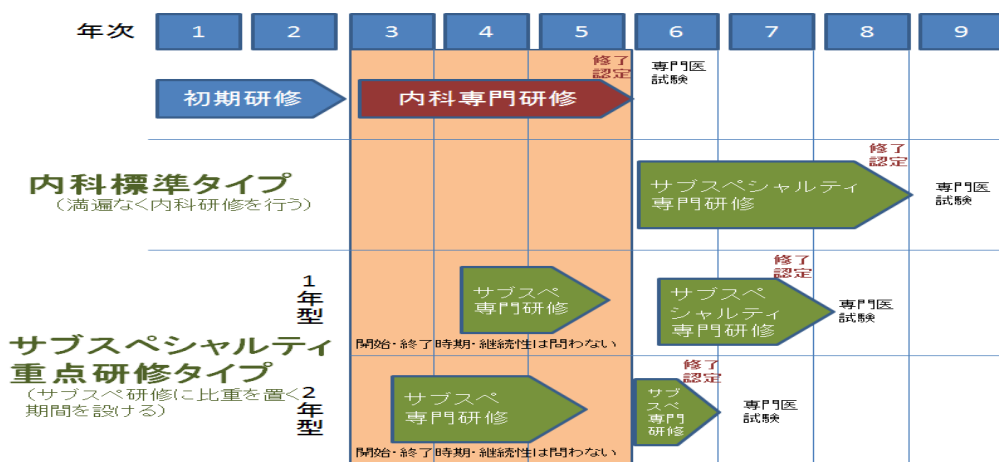 年次
1
2
3
4
5
6
7
8
9
初期研修
内科専門研修
修了
認定
専門医
試験
内科標準タイプ
(満遍なく内科研修を行う)
サブスペシャルティ
専門研修
修了
認定
専門医
試験
サブスペシャルティ
重点研修タイプ
(サブスペ研修に比重を置く
期間を設ける)
1
年
型
サブスペ
専門研修
開始・終了時期・継続性は問わない
サブスペ
シャルティ
専門研修
修了
認定
専門医
試験
2
年
型
サブスペ
専門研修
開始・終了時期・継続性は問わない
サブス
ペ専門
研修
修了
認定
専門医
試験